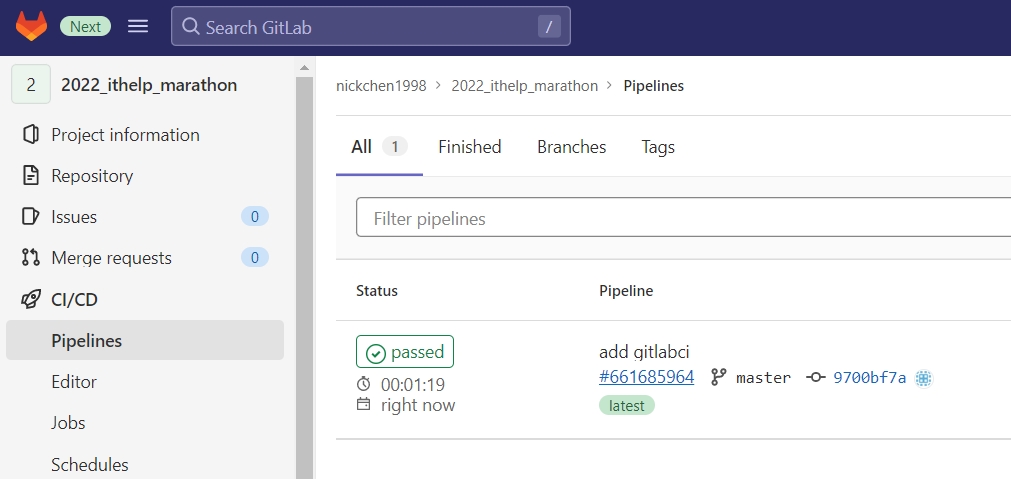 Next
Search GitLab /
2 2022_ithelp_marathon
Project information
Repository
Issues 0
Merge requests 0
CI/CD
Pipelines
Editor
Jobs
Schedules
nickchen1998 > 2022_ithelp_marathon > Pipelines
All 1 Finished Branches Tags
Filter pipelines
Status Pipeline
passed
00:01:19
right now
add gitlabci
#661685964 master 9700bf7a
latest